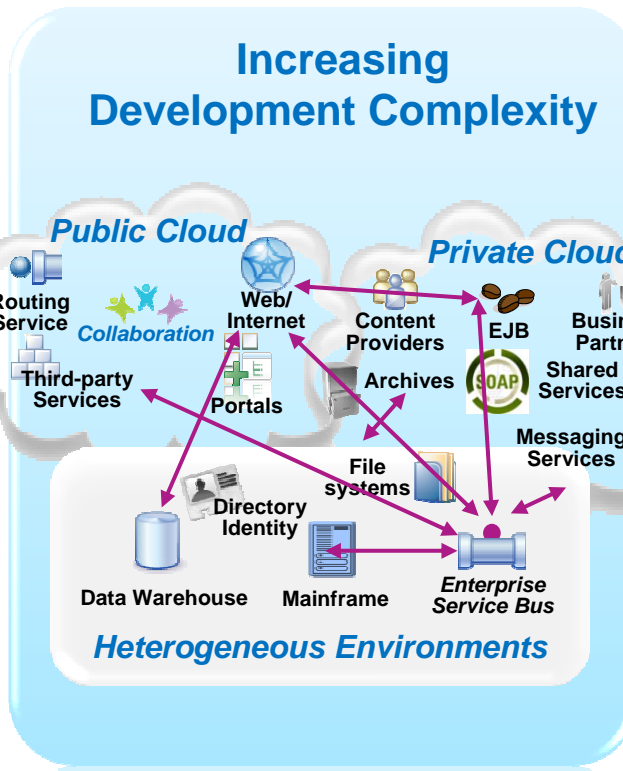 Increasing
Development Complexity
Public Cloud
Private Cloud
Routing
Service
Collaboration
Web/
Internet
Content
Providers
EJB
Third-party
Services
Portals
Archives
SOAP
Shared
Services
Messaging
Services
File
systems
Directory
Identity
Data Warehouse
Mainframe
Enterprise
Service Bus
Heterogeneous Environments